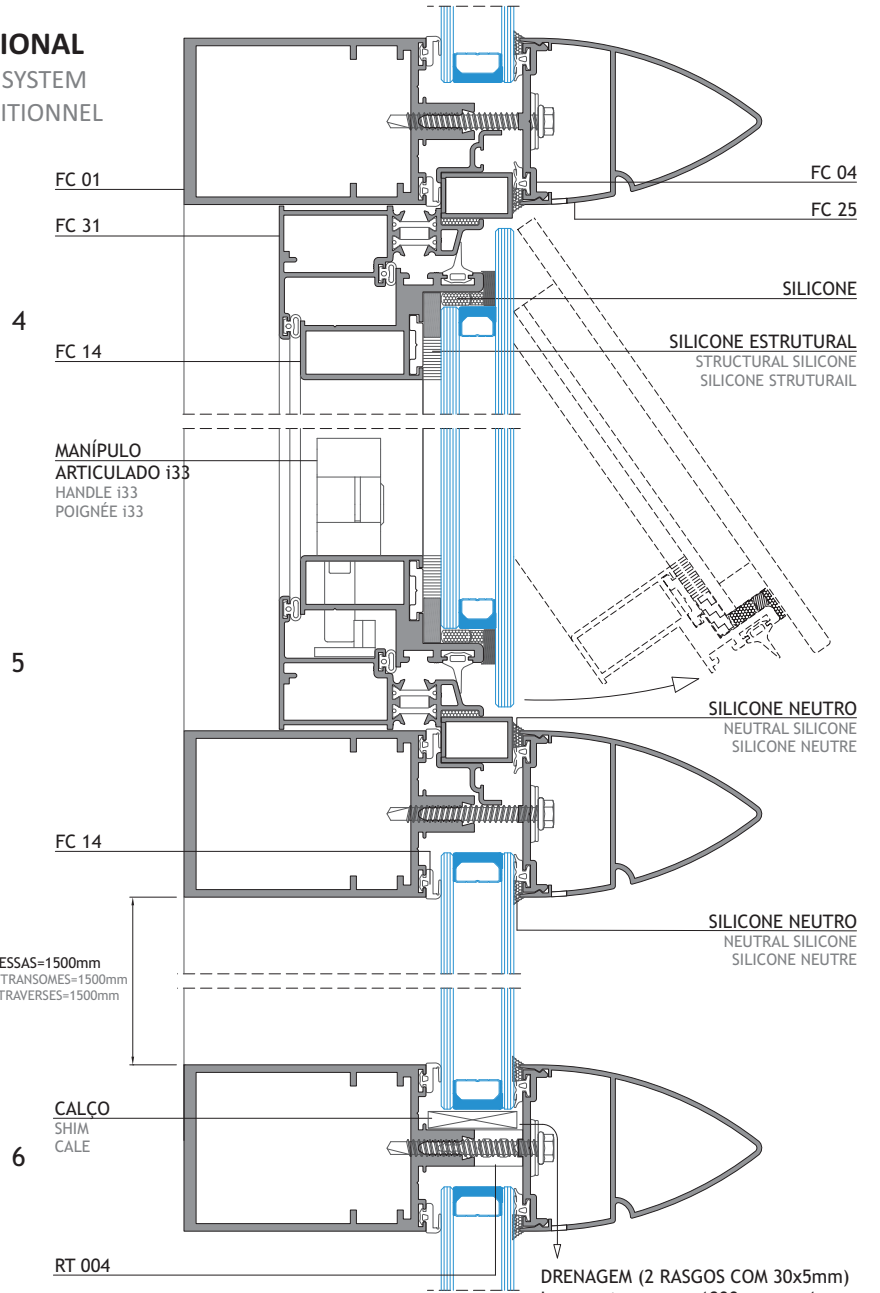 IONAL
SYSTEM
ITIONNEL
FC 01
FC 04
FC 31
FC 25
SILICONE
4
SILICONE ESTRUTURAL
STRUCTURAL SILICONE
SILICONE STRUTURAIL
FC 14
MANÍPULO
ARTICULADO i33
HANDLE i33
POIGNÉE i33
5
SILICONE NEUTRO
NEUTRAL SILICONE
SILICONE NEUTRE
FC 14
SILICONE NEUTRO
NEUTRAL SILICONE
SILICONE NEUTRE
ESSAS=1500mm
TRANSOMES=1500mm
TRAVERSES=1500mm
CALÇO
SHIM
CALE
6
RT 004
DRENAGEM (2 RASGOS COM 30x5mm)